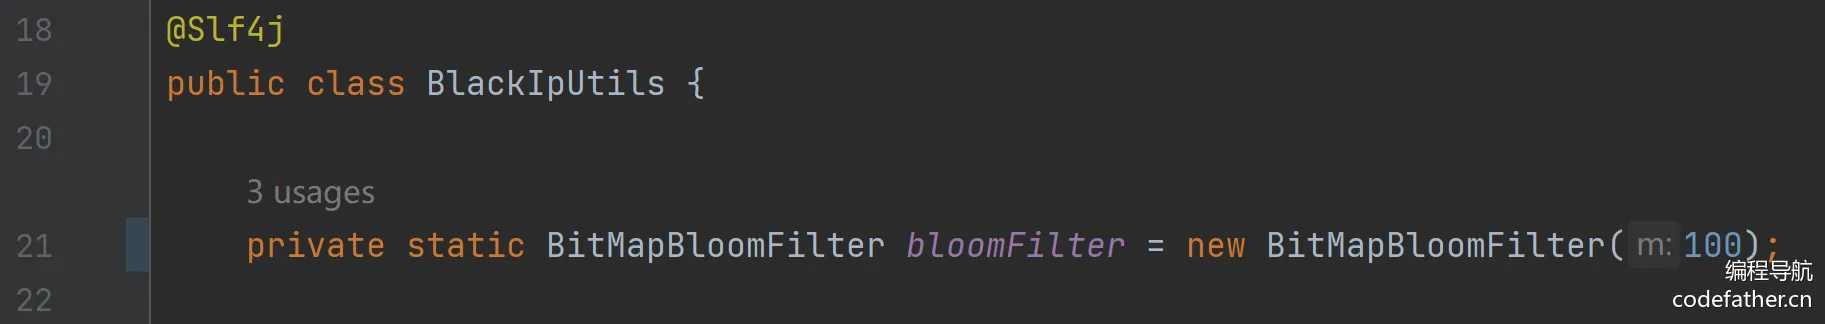 18 @Slf4j
19 public class BlackIpUtils {
20
3 usages
21 private static BitMapBloomFilter bloomFilter = new BitMapBloomFilter( m: 100);
22
编程导航
codefather.cn